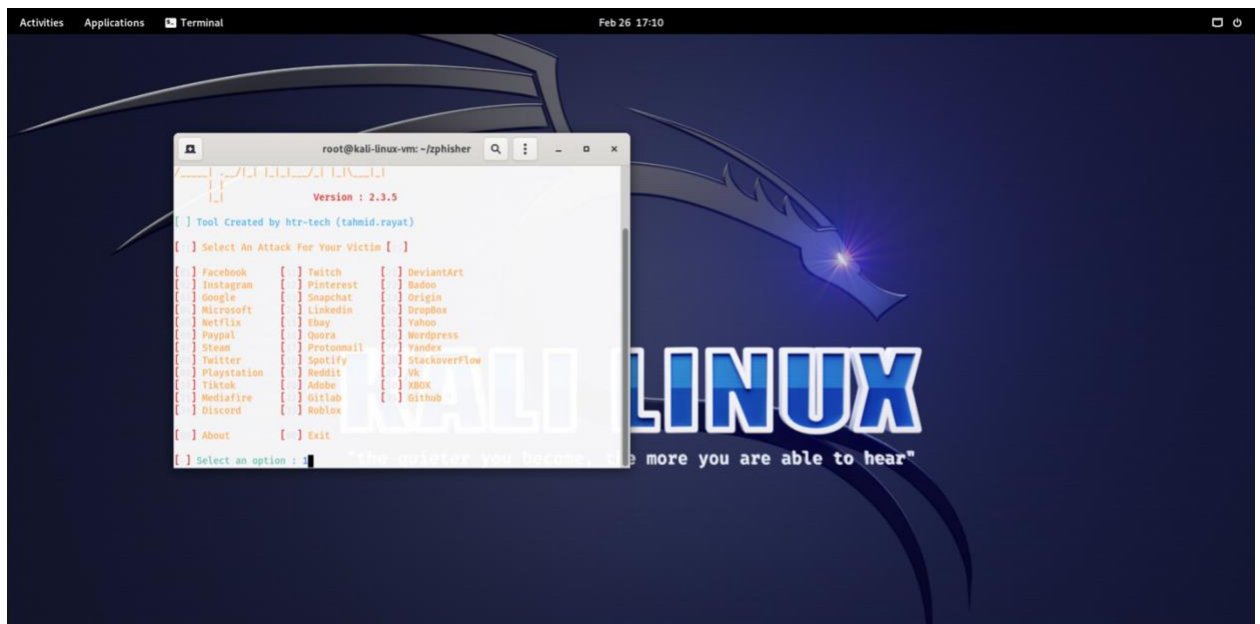 Activities Applications Terminal Feb 26 17:10
root@kali-linux-vm: ~/zphisher
Version : 2.3.5
[ ] Tool Created by htr-tech (tahmid.rayat)
[ ] Select An Attack For Your Victim [ ]
[ ] Facebook [ ] Twitch [ ] DeviantArt
[ ] Instagram [ ] Pinterest [ ] Badoo
[ ] Google [ ] Snapchat [ ] Origin
[ ] Microsoft [ ] Linkedin [ ] DropBox
[ ] Netflix [ ] Ebay [ ] Yahoo
[ ] Paypal [ ] Quora [ ] Wordpress
[ ] Steam [ ] Protonmail [ ] Yandex
[ ] Twitter [ ] Spotify [ ] StackoverFlow
[ ] Playstation [ ] Reddit [ ] Vk
[ ] Tiktok [ ] Adobe [ ] XBOX
[ ] Mediafire [ ] Gitlab [ ] Github
[ ] Discord [ ] Roblox
[ ] About [ ] Exit
[ ] Select an option : 1
KALI LINUX
"the quieter you become, the more you are able to hear"